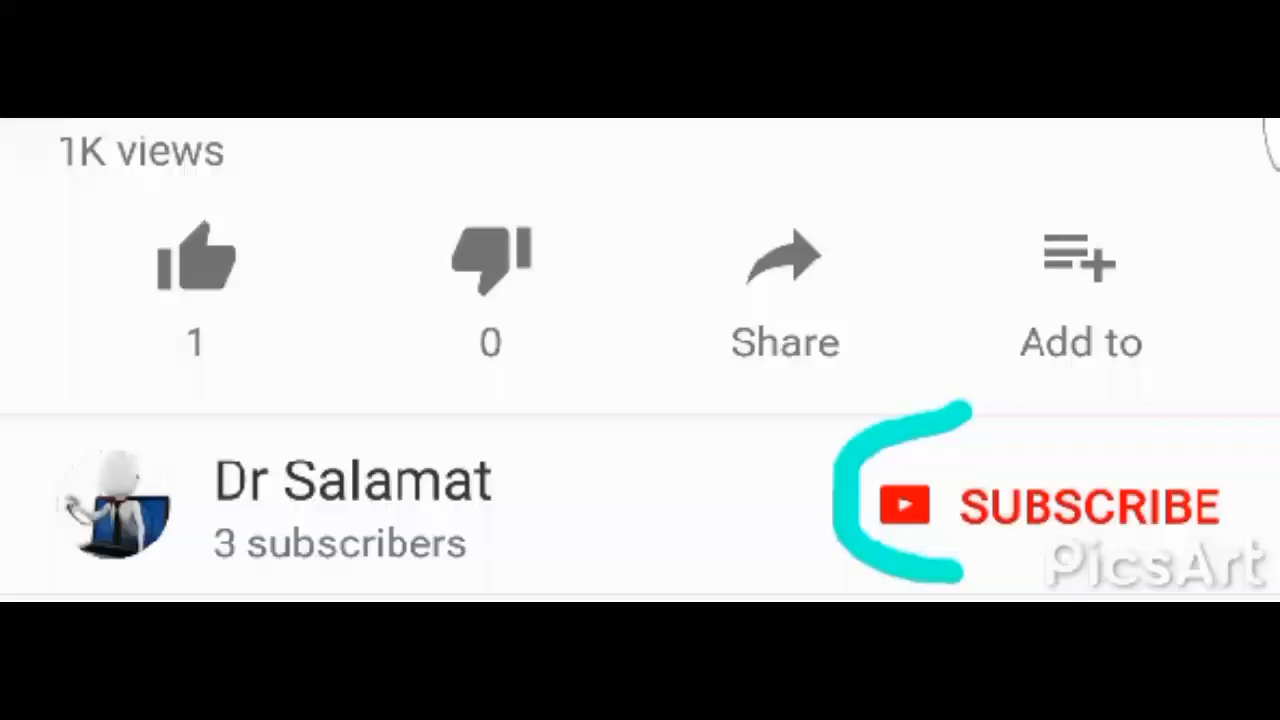 1K views
1 0 Share Add to
Dr Salamat
3 subscribers
SUBSCRIBE
PicsArt